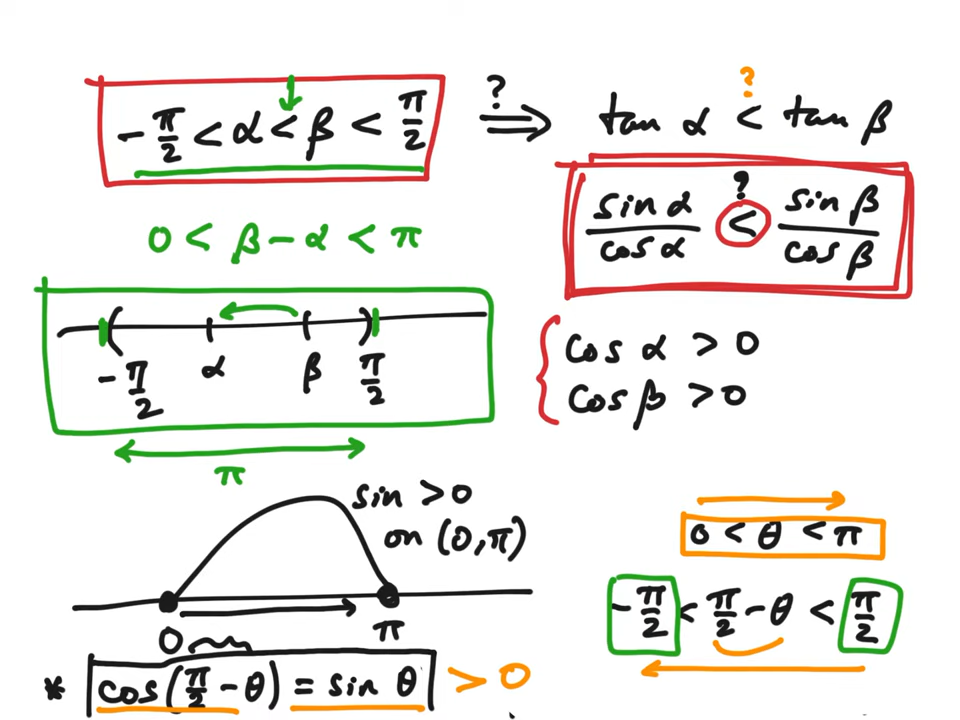 -π/2 < α < β < π/2 ?⇒ tan α ?< tan β
sin α / cos α ?< sin β / cos β
0 < β - α < π
-π/2 α β π/2
cos α > 0
cos β > 0
π
sin > 0
on (0, π)
0 < θ < π
-π/2 < π/2 - θ < π/2
0 π
* cos(π/2 - θ) = sin θ > 0